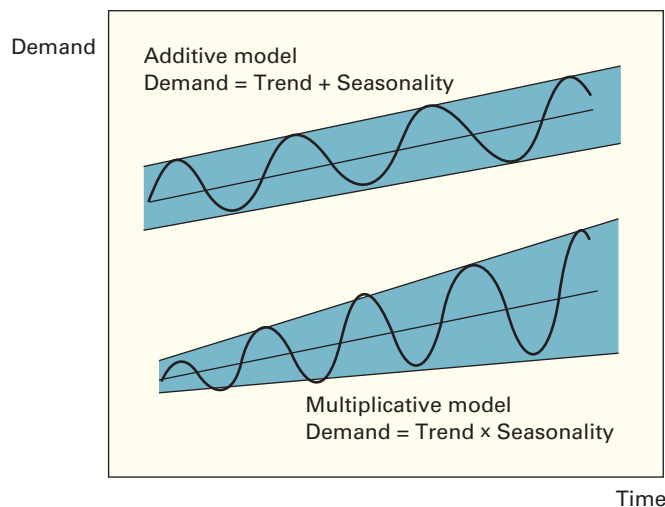 Demand
Additive model
Demand = Trend + Seasonality
Multiplicative model
Demand = Trend x Seasonality
Time